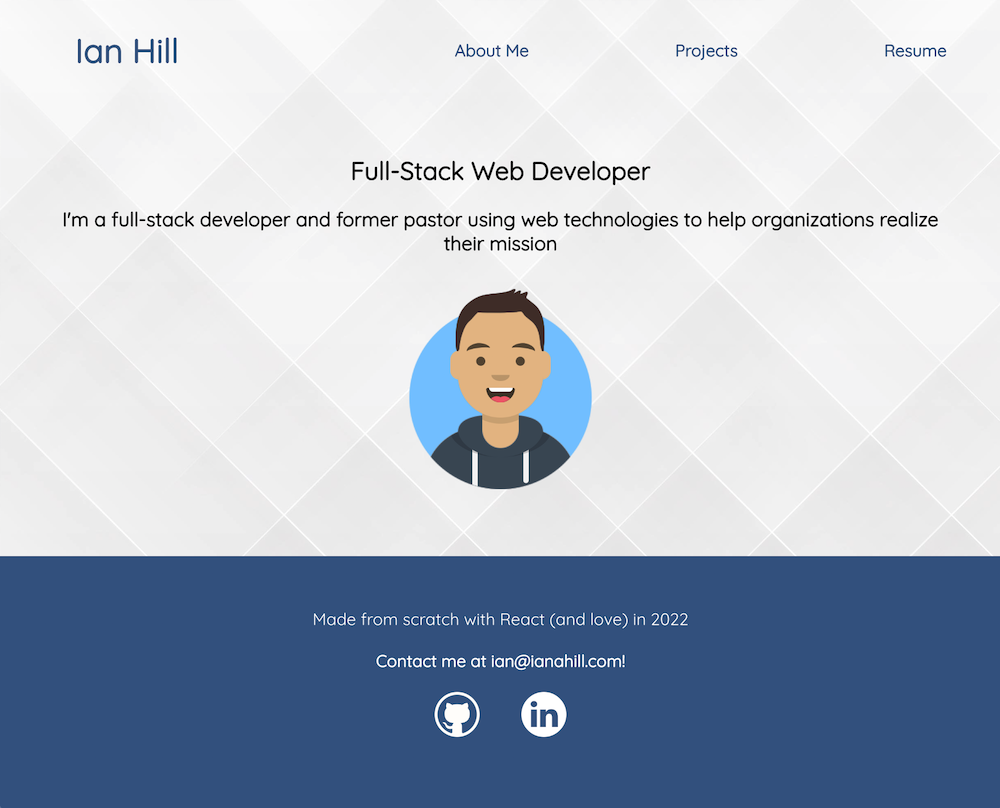 Ian Hill
About Me
Projects
Resume
Full-Stack Web Developer
I'm a full-stack developer and former pastor using web technologies to help organizations realize
their mission
Made from scratch with React (and love) in 2022
Contact me at ian@ianahill.com!
in